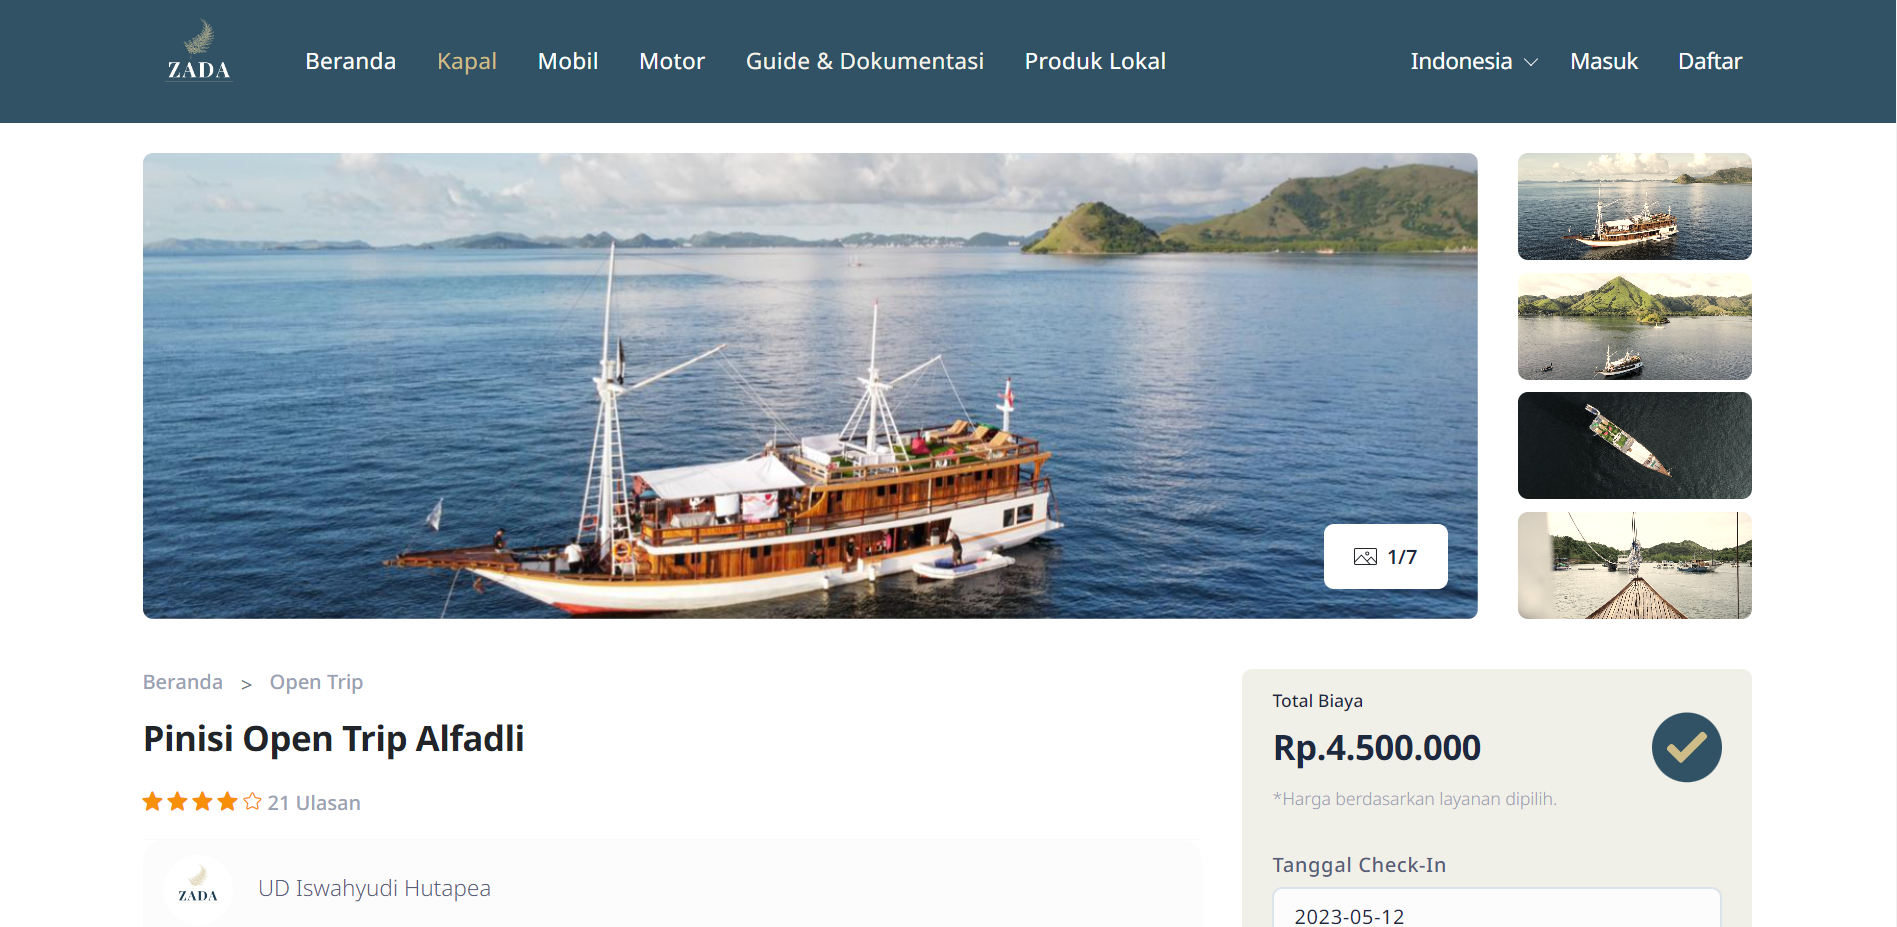 ZADA
Beranda Kapal Mobil Motor Guide & Dokumentasi Produk Lokal Indonesia Masuk Daftar
1/7
Beranda > Open Trip
Pinisi Open Trip Alfadli
21 Ulasan
ZADA
UD Iswahyudi Hutapea
Total Biaya
Rp.4.500.000
*Harga berdasarkan layanan dipilih.
Tanggal Check-In
2023-05-12